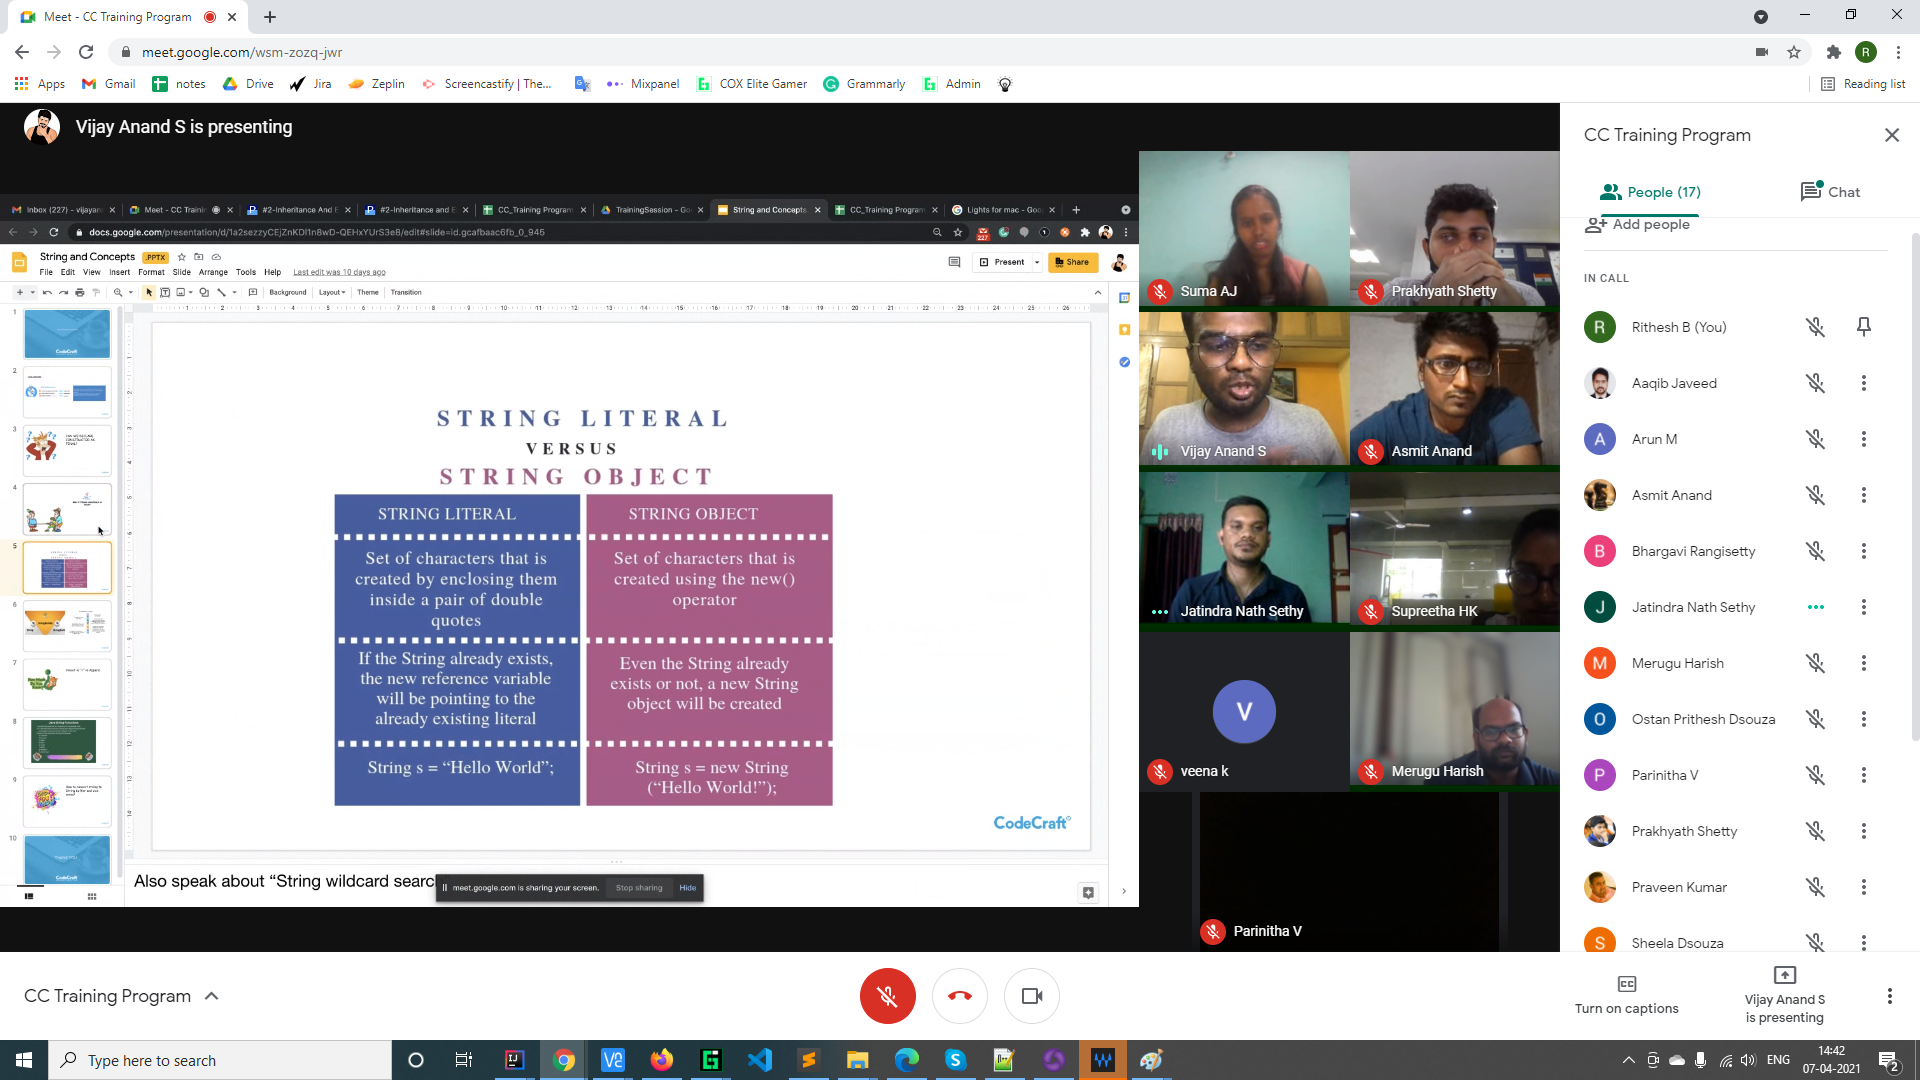 Meet - CC Training Program
meet.google.com/wsm-zozq-jwr
Apps
Gmail
notes
Drive
Jira
Zeplin
Screencastify | The...
Mixpanel
COX Elite Gamer
Grammarly
Admin
Reading list
Vijay Anand S is presenting
Inbox (227) - vijayan
Meet - CC Trainin
#2-Inheritance And E
#2-Inheritance and E
CC_Training Program
TrainingSession - Go
String and Concepts.
CC_Training Program
Lights for mac - Goo
String and Concepts
.PPTX
File Edit View Insert Format Slide Arrange Tools Help
Last edit was 10 days ago
Present
Share
Background
Layout
Theme
Transition
STRING LITERAL
VERSUS
STRING OBJECT
STRING LITERAL
Set of characters that is
created by enclosing them
inside a pair of double
quotes
If the String already exists,
the new reference variable
will be pointing to the
already existing literal
String s = “Hello World”;
STRING OBJECT
Set of characters that is
created using the new()
operator
Even the String already
exists or not, a new String
object will be created
String s = new String
(“Hello World!”);
CodeCraft
Also speak about “String wildcard searc
meet.google.com is sharing your screen.
Stop sharing
Hide
Suma AJ
Prakhyath Shetty
Vijay Anand S
Asmit Anand
Jatindra Nath Sethy
Supreetha HK
V
veena k
Merugu Harish
Parinitha V
CC Training Program
People (17)
Chat
Add people
IN CALL
R
Rithesh B (You)
Aaqib Javeed
A
Arun M
Asmit Anand
B
Bhargavi Rangisetty
J
Jatindra Nath Sethy
M
Merugu Harish
O
Ostan Prithesh Dsouza
P
Parinitha V
Prakhyath Shetty
Praveen Kumar
S
Sheela Dsouza
CC Training Program
Turn on captions
Vijay Anand S
is presenting
Type here to search
ENG
14:42
07-04-2021
2